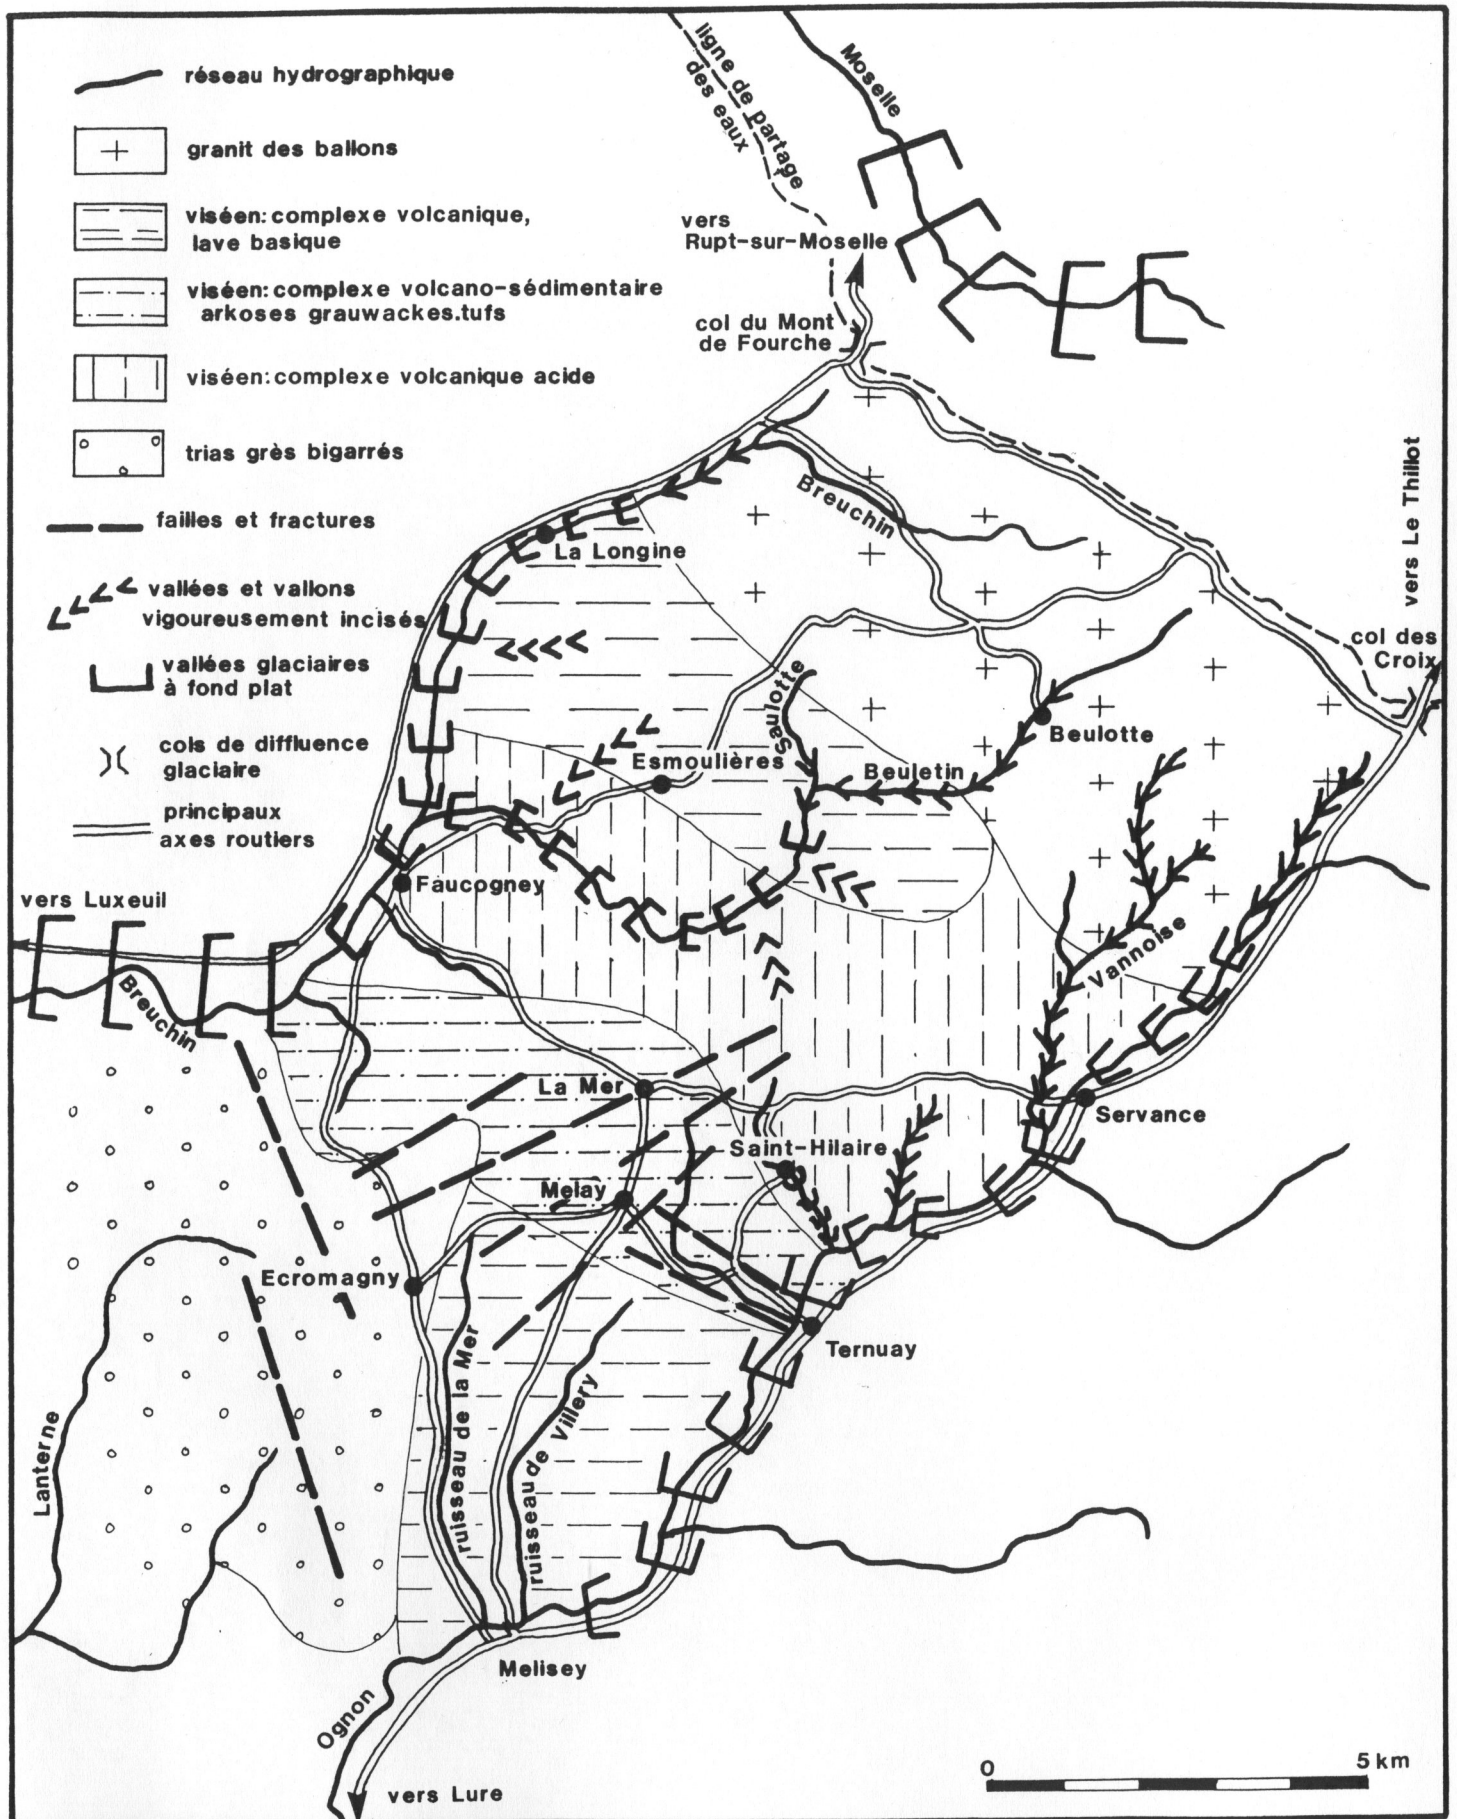 réseau hydrographique
granit des ballons
viséen: complexe volcanique,
lave basique
viséen: complexe volcano-sédimentaire
arkoses grauwackes.tufs
viséen: complexe volcanique acide
trias grès bigarrés
failles et fractures
vallées et vallons
vigoureusement incisés
vallées glaciaires
à fond plat
cols de diffluence
glaciaire
principaux
axes routiers
ligne de partage
des eaux
Moselle
vers
Rupt-sur-Moselle
col du Mont
de Fourche
Breuchin
La Longine
vers Le Thillot
col des
Croix
Saulotte
Beulotte
Esmoulières
Beuletin
Faucogney
vers Luxeuil
Breuchin
Vannoise
La Mer
Servance
Saint-Hilaire
Melay
Ecromagny
Ternuay
Lanterne
ruisseau de la Mer
ruisseau de Villery
Melisey
Ognon
vers Lure
0
5 km